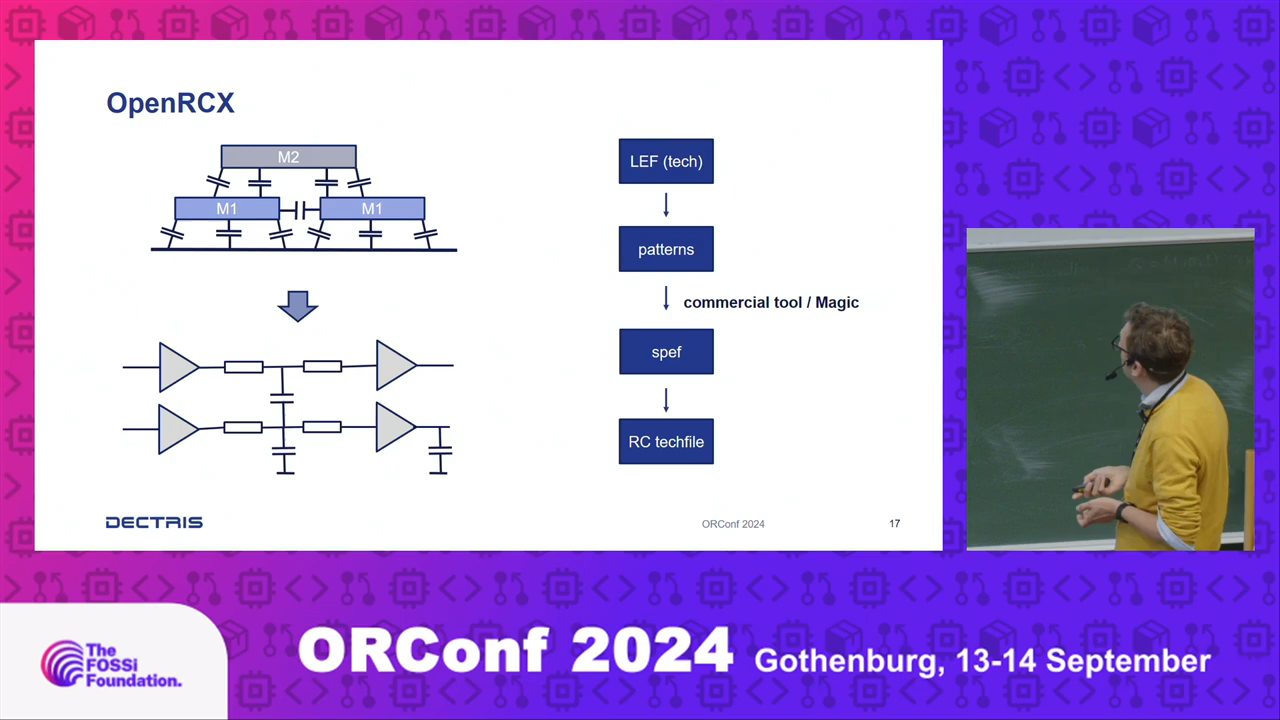 OpenRCX
M2
M1 M1
LEF (tech)
patterns
commercial tool / Magic
spef
RC techfile
DECTRIS
ORConf 2024
17
The
FOSSi
Foundation.
ORConf 2024 Gothenburg, 13-14 September